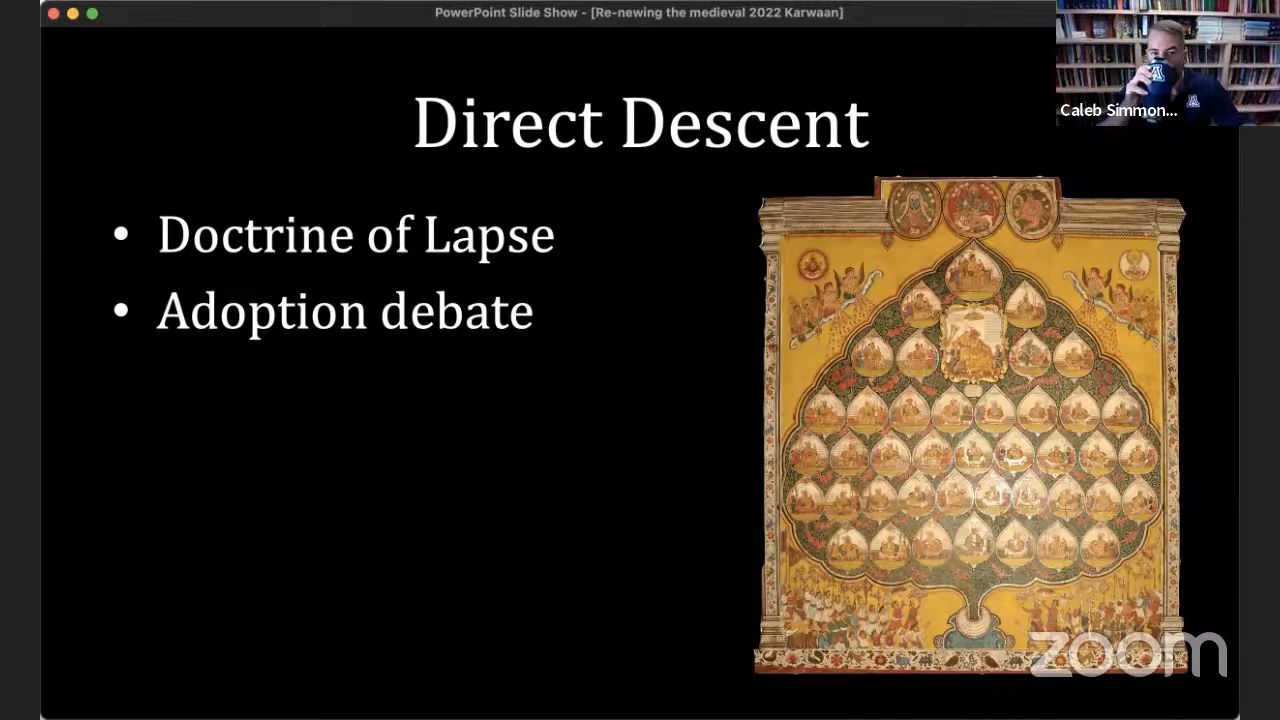 PowerPoint Slide Show - [Re-newing the medieval 2022 Karwaan]
Caleb Simmon...
Direct Descent
• Doctrine of Lapse
• Adoption debate
zoom